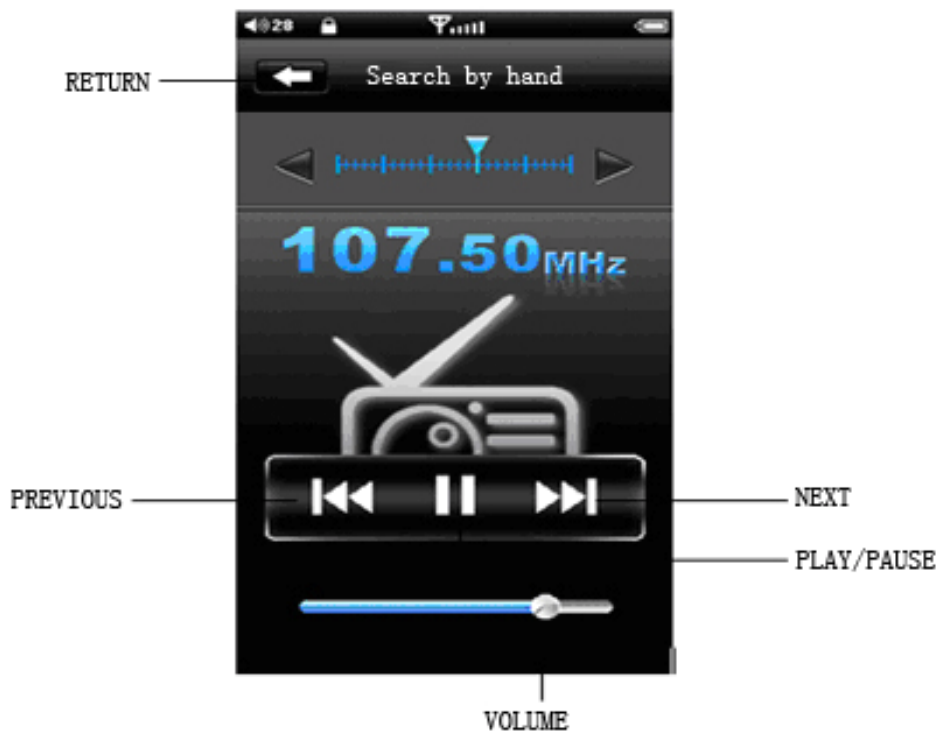 28
RETURN
Search by hand
107.50MHz
PREVIOUS
NEXT
PLAY/PAUSE
VOLUME